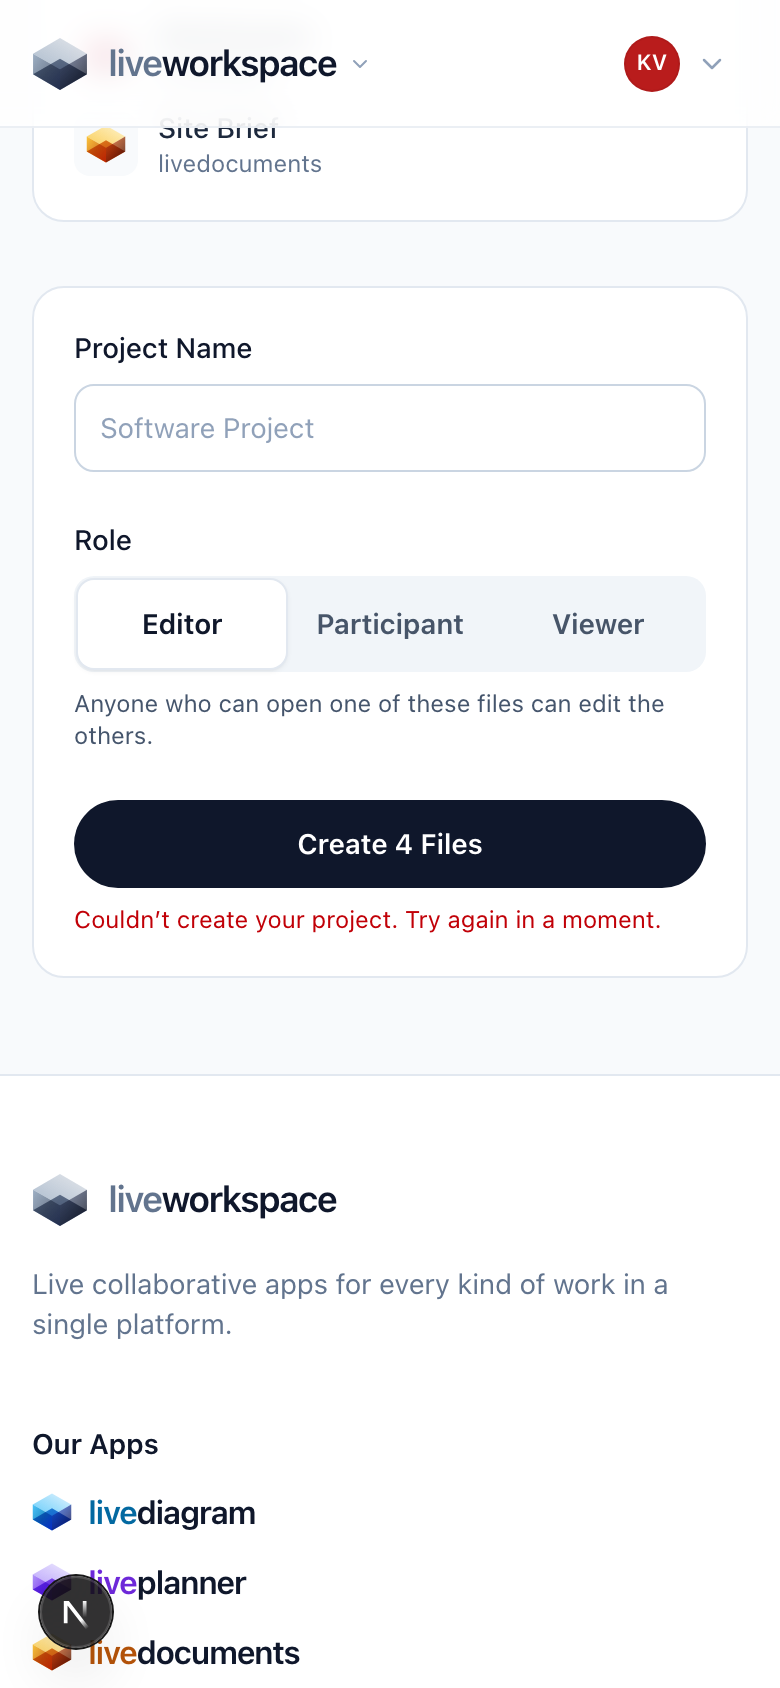 liveworkspace
KV
Site Brief
livedocuments
Project Name
Software Project
Role
Editor
Participant
Viewer
Anyone who can open one of these files can edit the
others.
Create 4 Files
Couldn’t create your project. Try again in a moment.
liveworkspace
Live collaborative apps for every kind of work in a
single platform.
Our Apps
livediagram
liveplanner
N
livedocuments